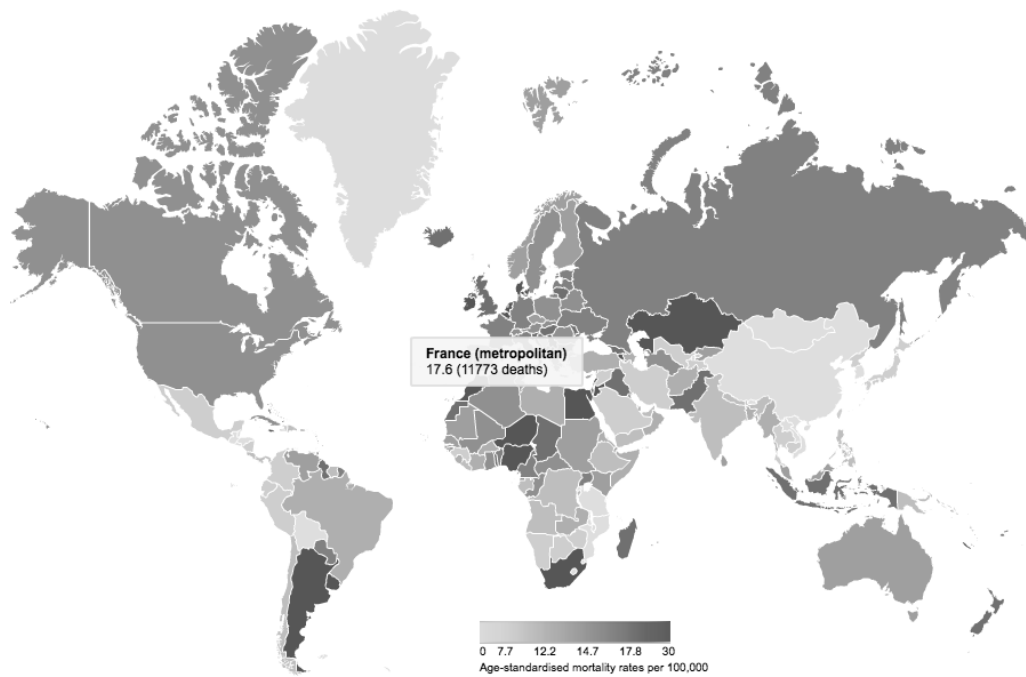 France (metropolitan)
17.6 (11773 deaths)
0 7.7 12.2 14.7 17.8 30
Age-standardised mortality rates per 100,000